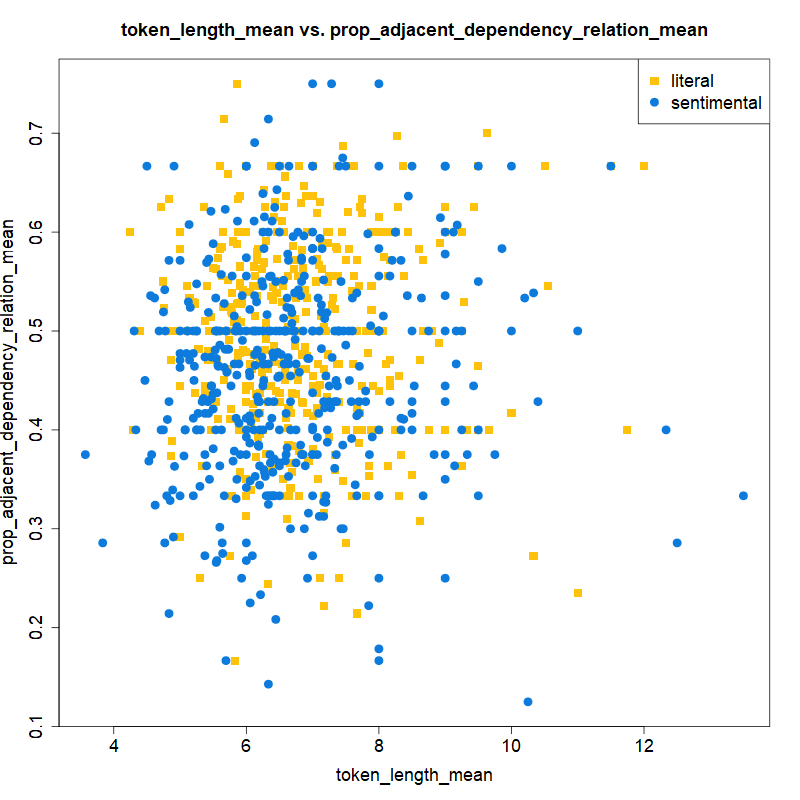 token_length_mean vs. prop_adjacent_dependency_relation_mean
literal
sentimental
prop_adjacent_dependency_relation_mean
0.7
0.6
0.5
0.4
0.3
0.2
0.1
4 6 8 10 12
token_length_mean